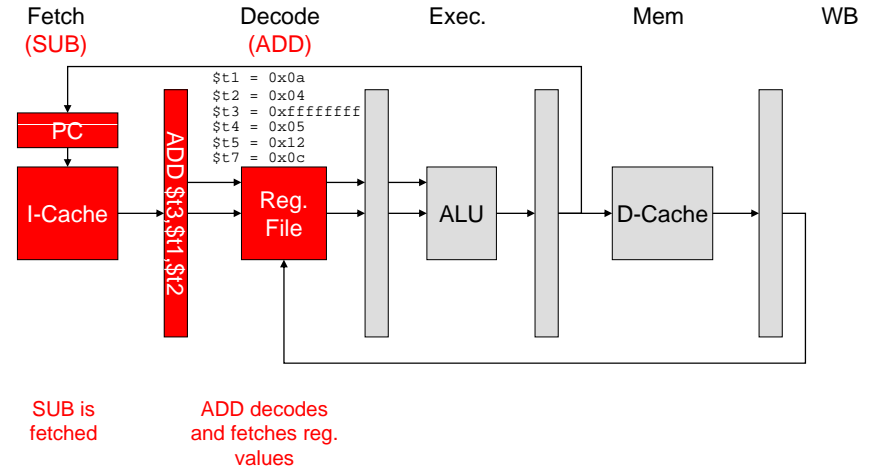 Fetch
(SUB)
Decode
(ADD)
Exec.
Mem
WB
$t1 = 0x0a
$t2 = 0x04
$t3 = 0xffffffff
$t4 = 0x05
$t5 = 0x12
$t7 = 0x0c
PC
I-Cache
ADD $t3,$t1,$t2
Reg.
File
ALU
D-Cache
SUB is
fetched
ADD decodes
and fetches reg.
values